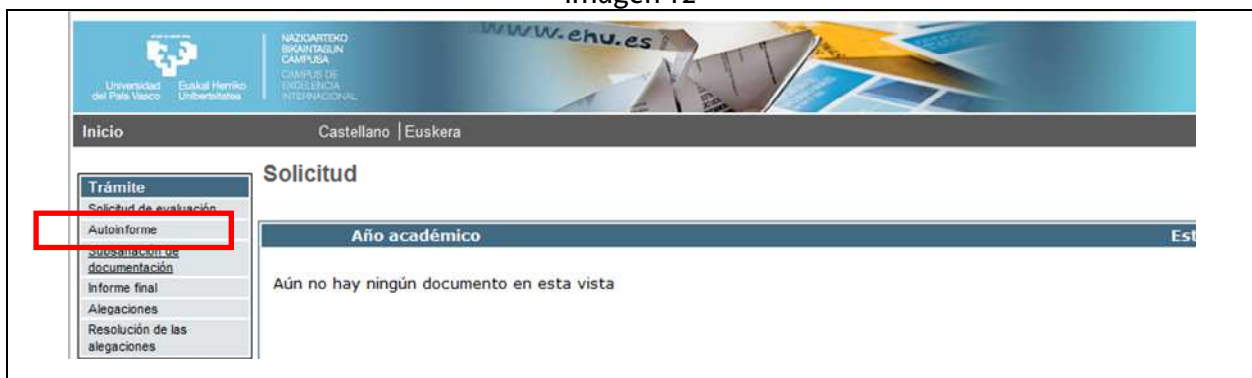 Imagen 12
NAZIOARTEKO
BIKAINTASUN
CAMPUSA
CAMPUS DE
EXCELENCIA
INTERNACIONAL
Universidad
del País Vasco
Euskal Herriko
Unibertsitatea
www.ehu.es
Inicio
Castellano | Euskera
Trámite
Solicitud de evaluación
Autoinforme
Subsanación de
documentación
Informe final
Alegaciones
Resolución de las
alegaciones
Solicitud
Año académico
Est
Aún no hay ningún documento en esta vista